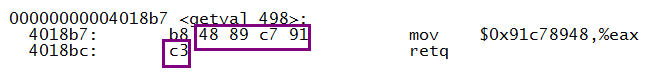 00000000004018b7 <getval_498>:
4018b7: b8 48 89 c7 91 mov $0x91c78948,%eax
4018bc: c3 retq